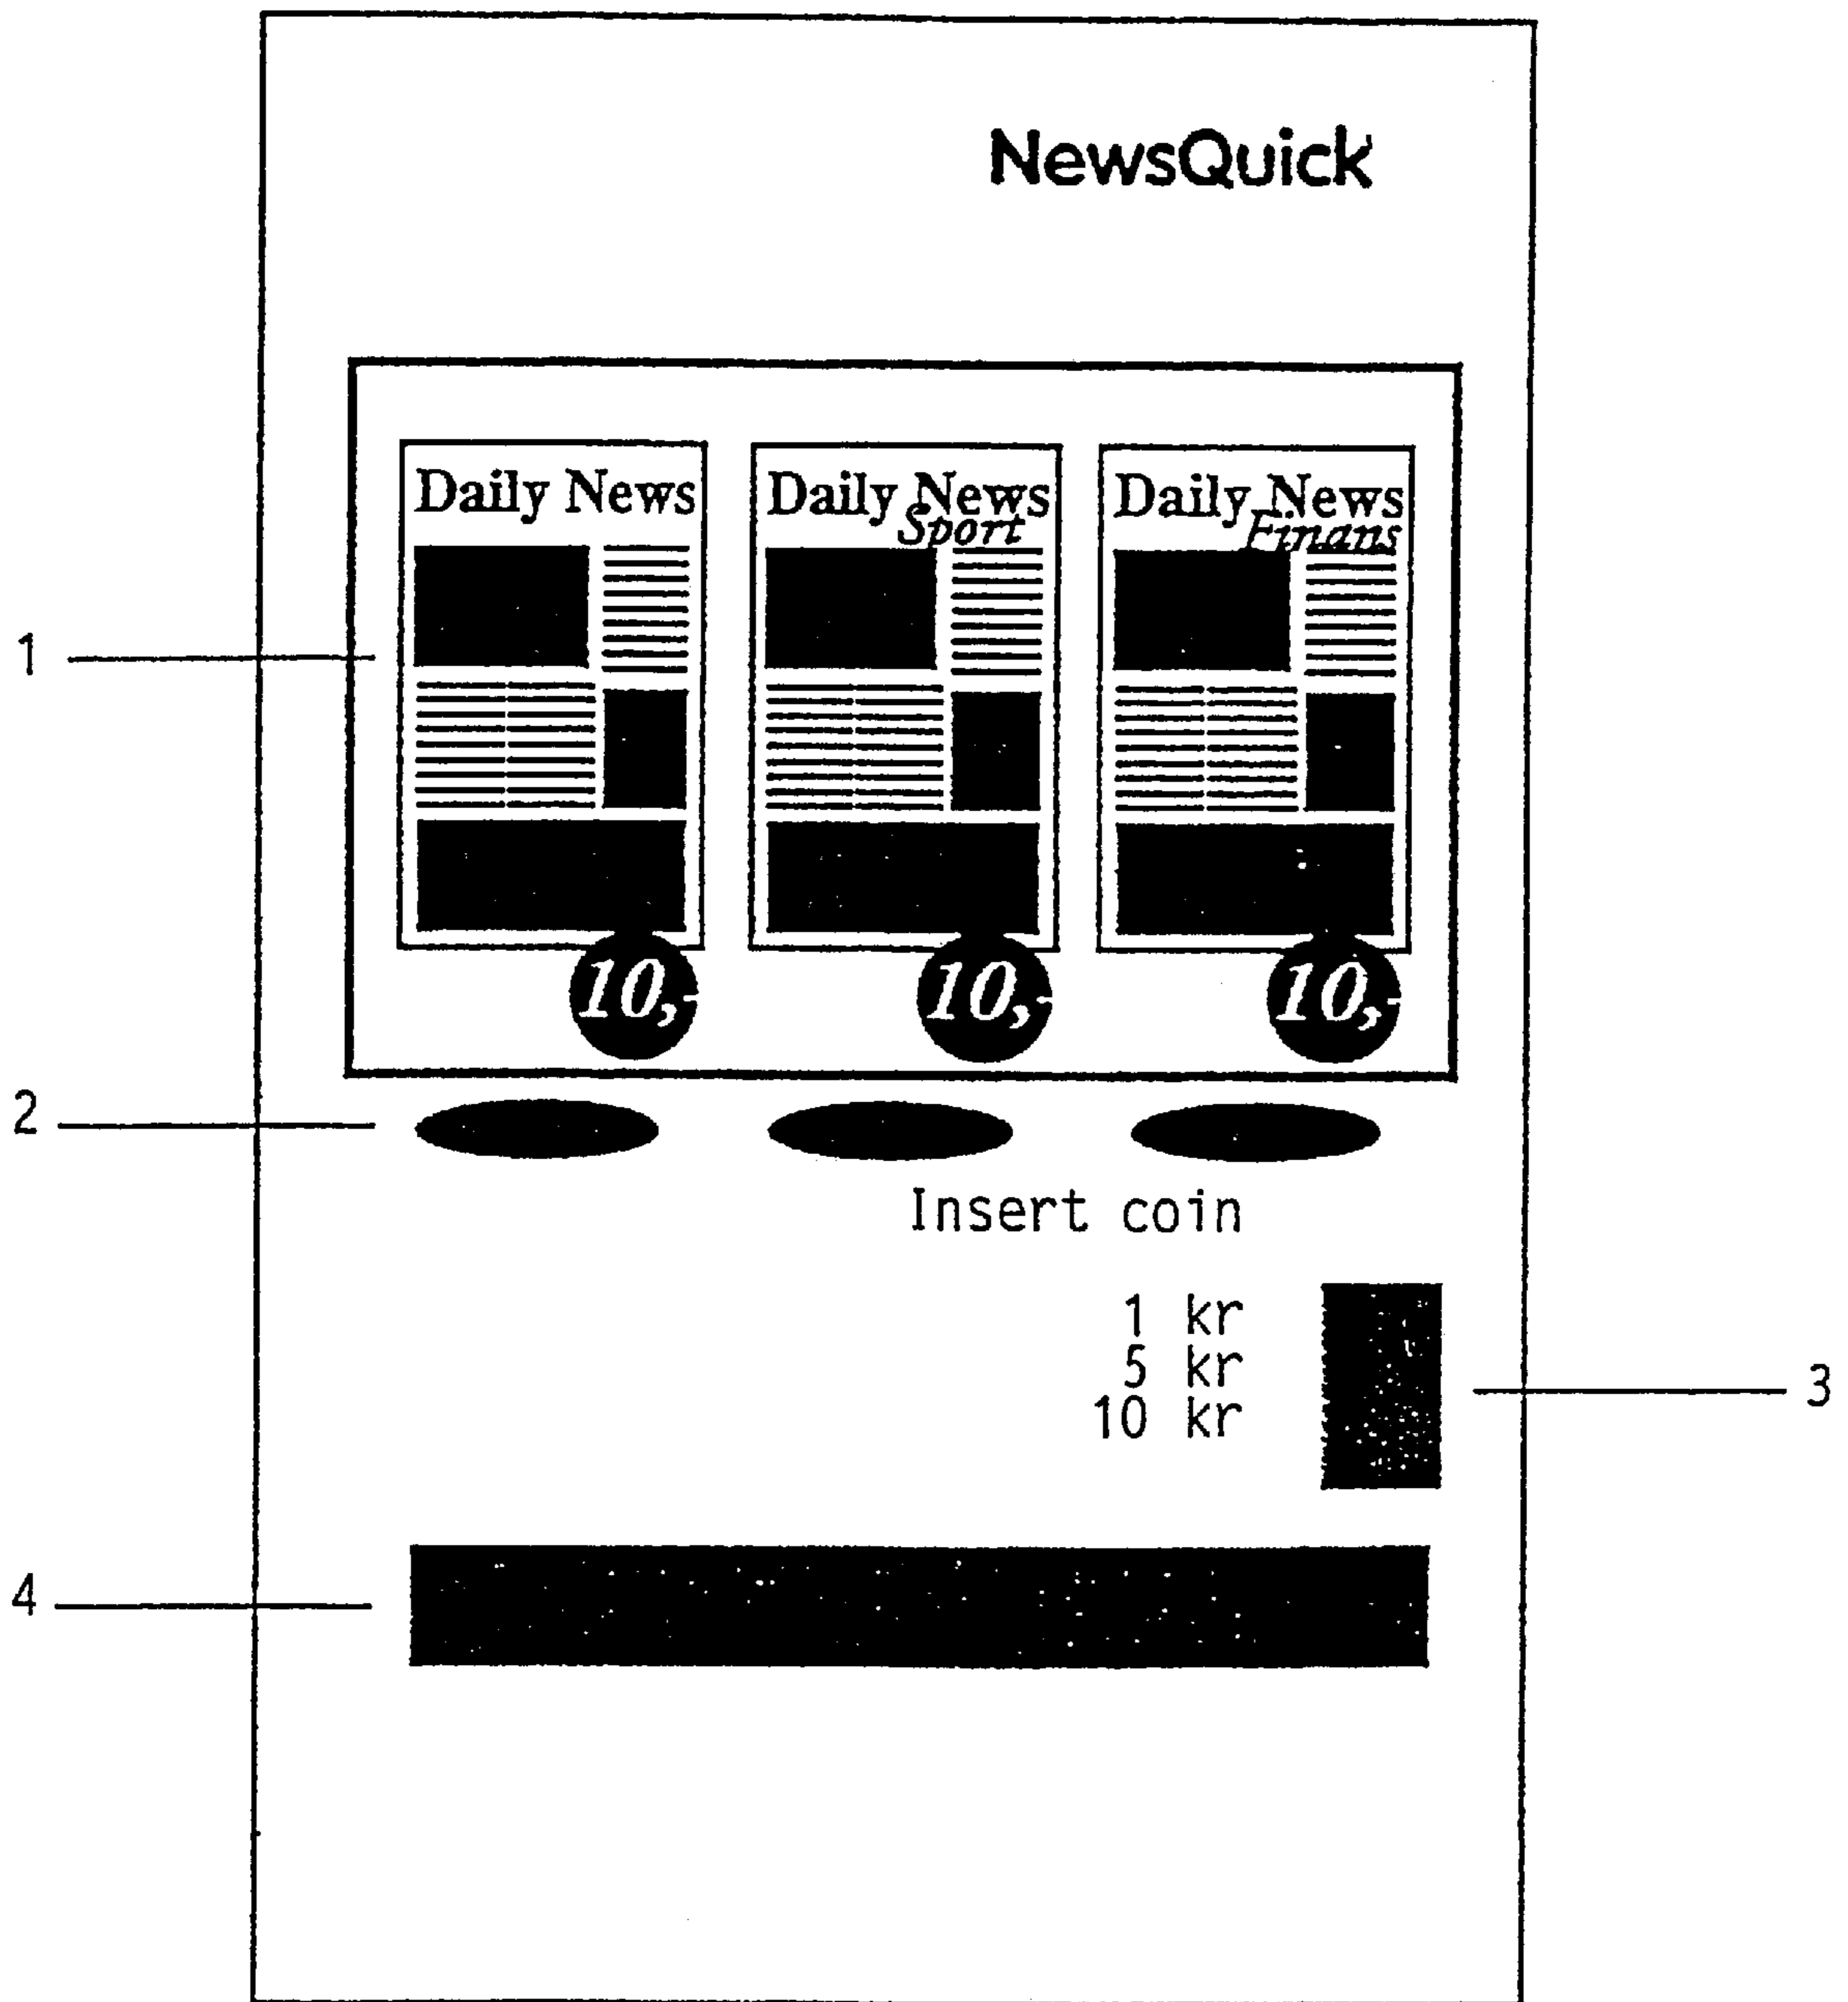 NewsQuick
Daily News
Daily News
Sport
Daily News
Finans
1
10,-
10,-
10,-
2
Insert coin
1 kr
5 kr
10 kr
3
4